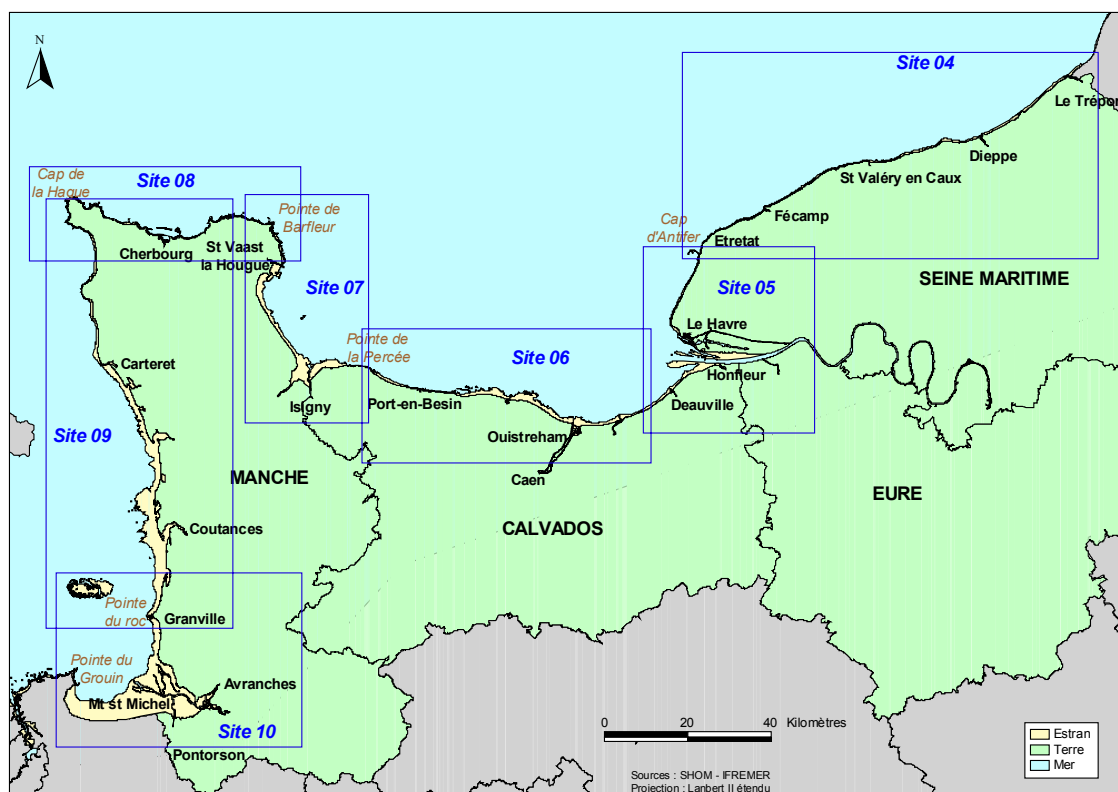 N
Site 04
Le Trépor
Dieppe
St Valéry en Caux
Fécamp
Cap
d'Antifer
Etretat
Cap de
la Hague
Site 08
Pointe de
Barfleur
Cherbourg
St Vaast
la Hougue
Site 07
Site 05
SEINE MARITIME
Le Havre
Honfleur
Deauville
Pointe de
la Percée
Site 06
Carteret
Isigny
Port-en-Besin
Ouistreham
Caen
Site 09
MANCHE
CALVADOS
EURE
Coutances
Pointe
du roc
Granville
Pointe du
Grouin
Avranches
Mt st Michel
Site 10
Pontorson
0 20 40 Kilomètres
Sources : SHOM - IFREMER
Projection : Lanbert II étendu
Estran
Terre
Mer